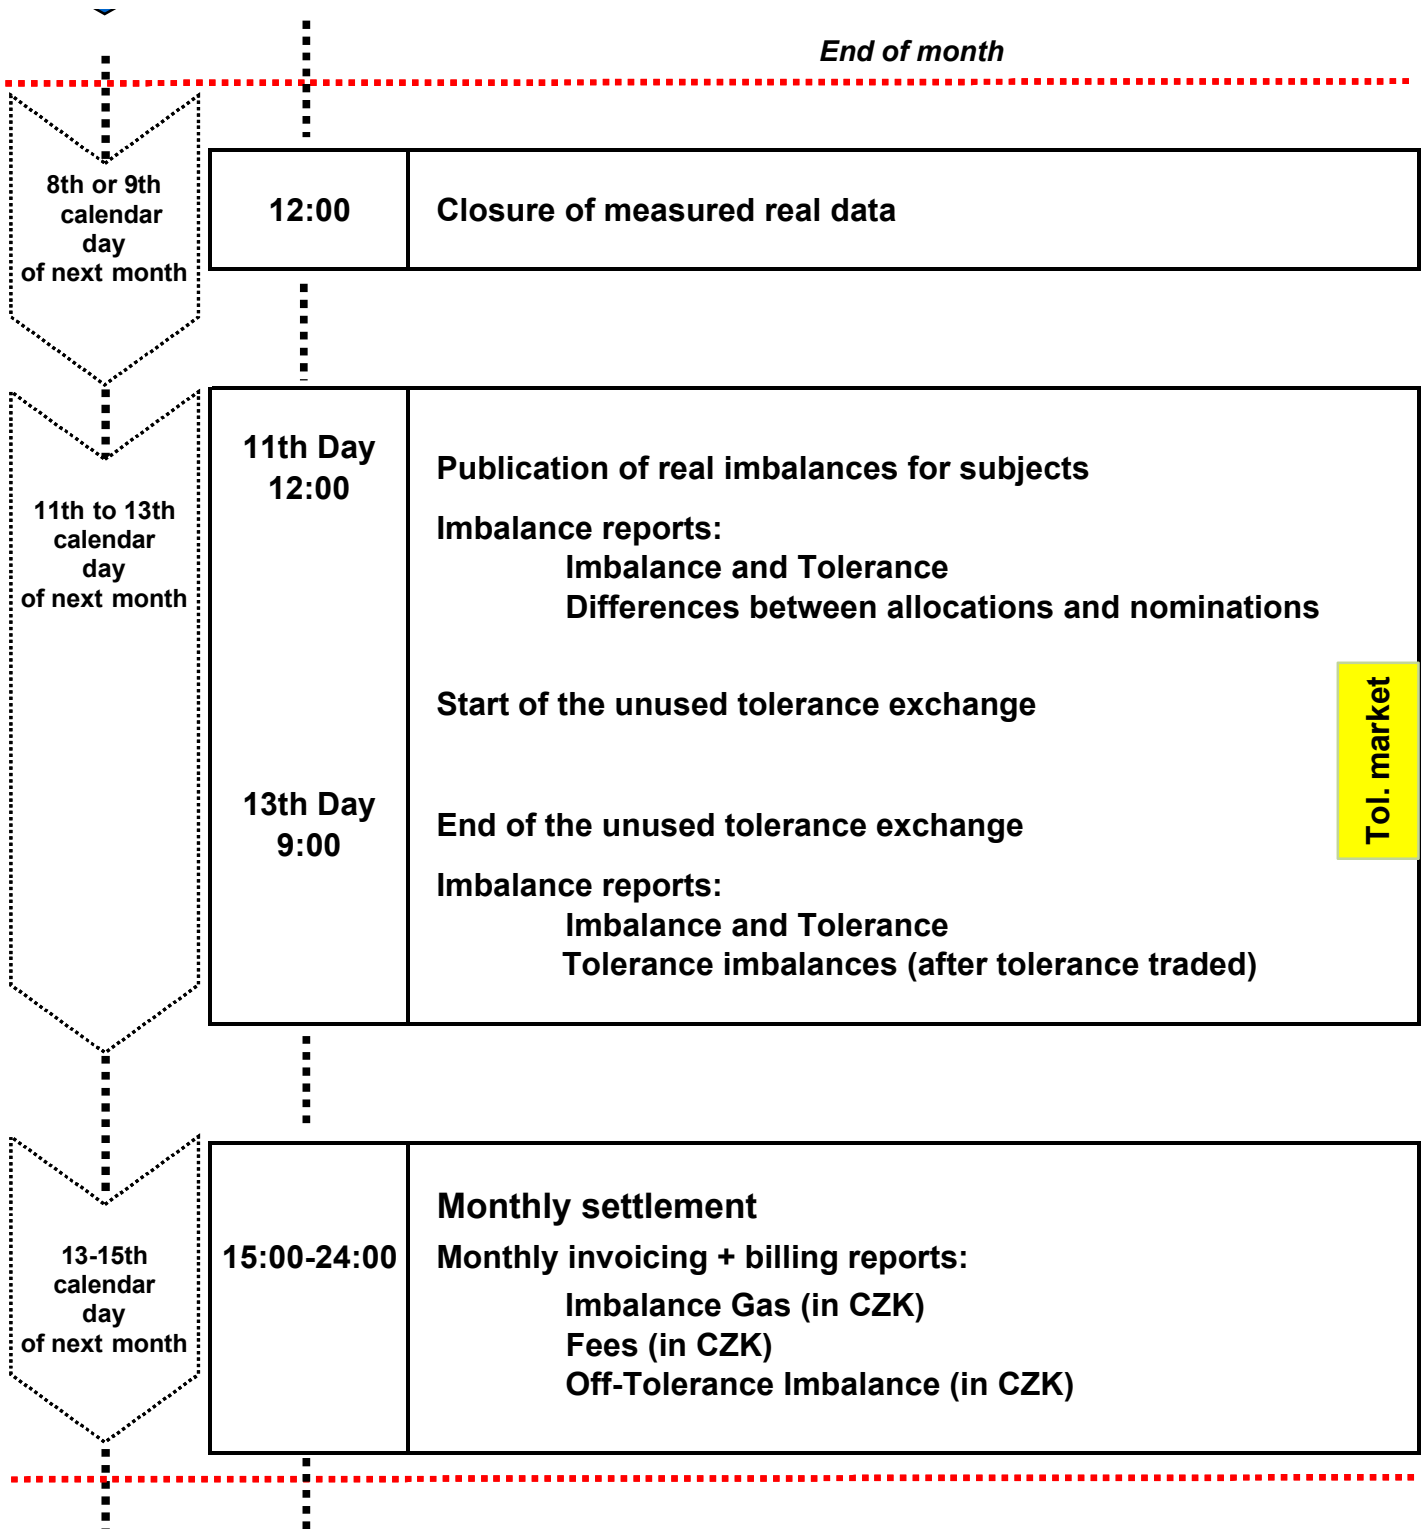 End of month
8th or 9th
calendar
day
of next month
12:00
Closure of measured real data
11th to 13th
calendar
day
of next month
11th Day
12:00
Publication of real imbalances for subjects
Imbalance reports:
Imbalance and Tolerance
Differences between allocations and nominations
Start of the unused tolerance exchange
Tol. market
13th Day
9:00
End of the unused tolerance exchange
Imbalance reports:
Imbalance and Tolerance
Tolerance imbalances (after tolerance traded)
13-15th
calendar
day
of next month
15:00-24:00
Monthly settlement
Monthly invoicing + billing reports:
Imbalance Gas (in CZK)
Fees (in CZK)
Off-Tolerance Imbalance (in CZK)